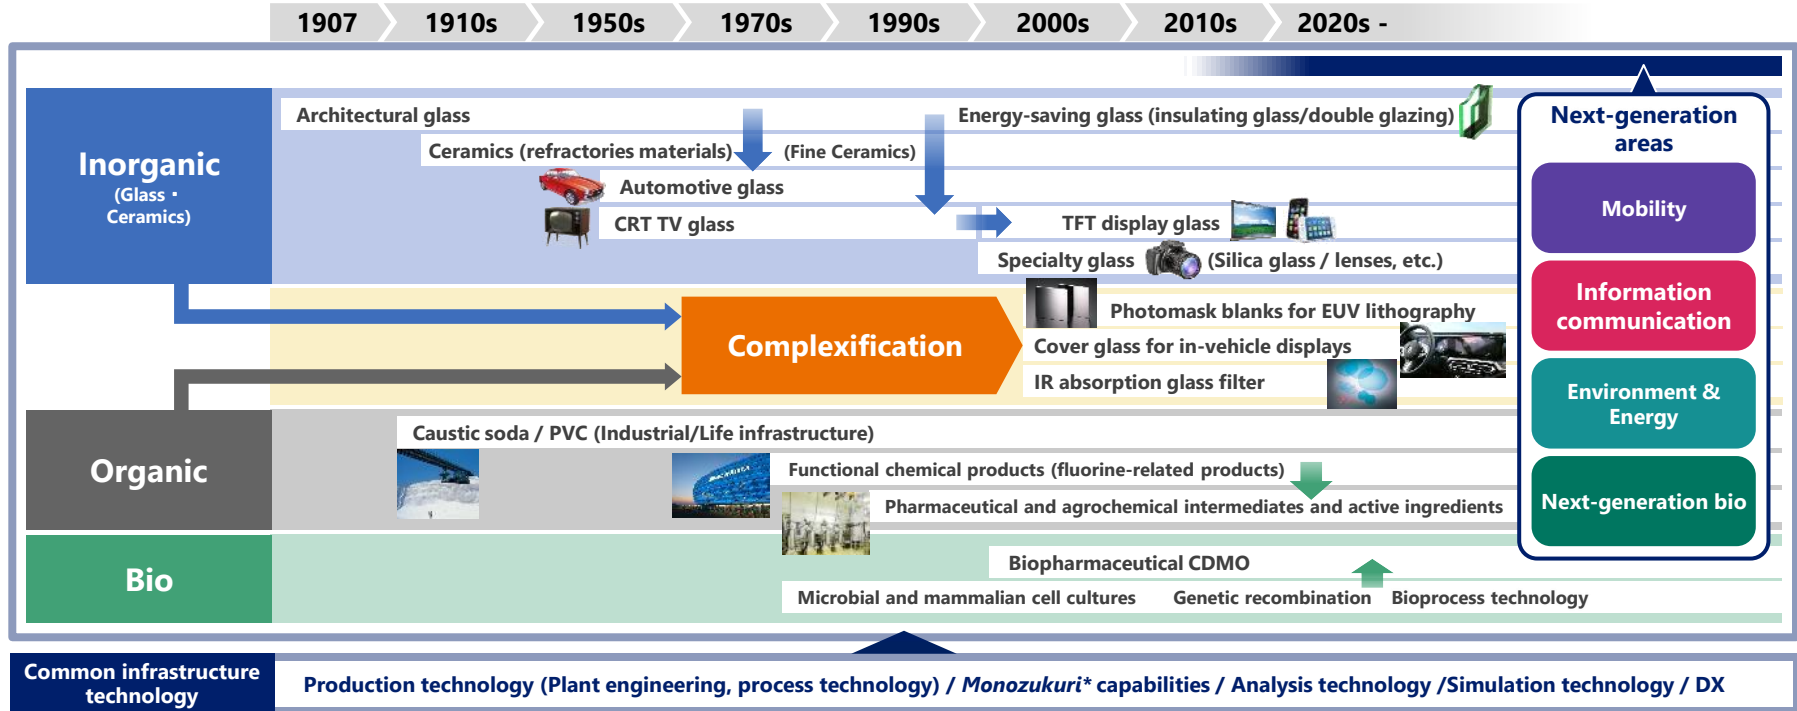 1907 1910s 1950s 1970s 1990s 2000s 2010s 2020s -
Inorganic
(Glass・
Ceramics)
Architectural glass
Energy-saving glass (insulating glass/double glazing)
Ceramics (refractories materials)
(Fine Ceramics)
Automotive glass
CRT TV glass
TFT display glass
Specialty glass
(Silica glass / lenses, etc.)
Complexification
Photomask blanks for EUV lithography
Cover glass for in-vehicle displays
IR absorption glass filter
Organic
Caustic soda / PVC (Industrial/Life infrastructure)
Functional chemical products (fluorine-related products)
Pharmaceutical and agrochemical intermediates and active ingredients
Bio
Biopharmaceutical CDMO
Microbial and mammalian cell cultures Genetic recombination Bioprocess technology
Next-generation
areas
Mobility
Information
communication
Environment &
Energy
Next-generation bio
Common infrastructure
technology
Production technology (Plant engineering, process technology) / Monozukuri* capabilities / Analysis technology /Simulation technology / DX